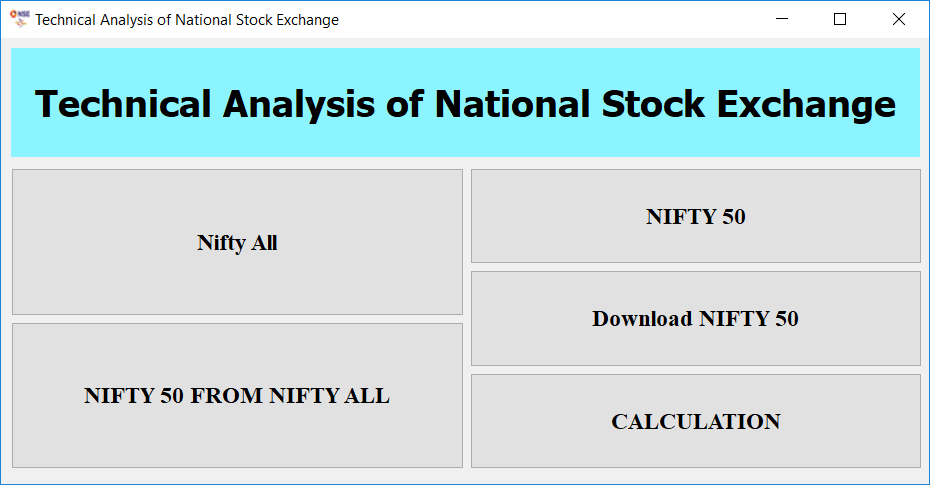 NSE
Technical Analysis of National Stock Exchange
Technical Analysis of National Stock Exchange
Nifty All
NIFTY 50 FROM NIFTY ALL
NIFTY 50
Download NIFTY 50
CALCULATION